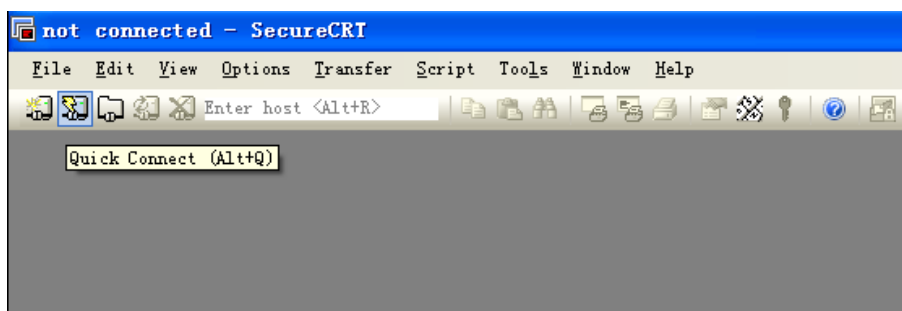 not connected - SecureCRT
File Edit View Options Transfer Script Tools Window Help
Enter host <Alt+R>
Quick Connect (Alt+Q)